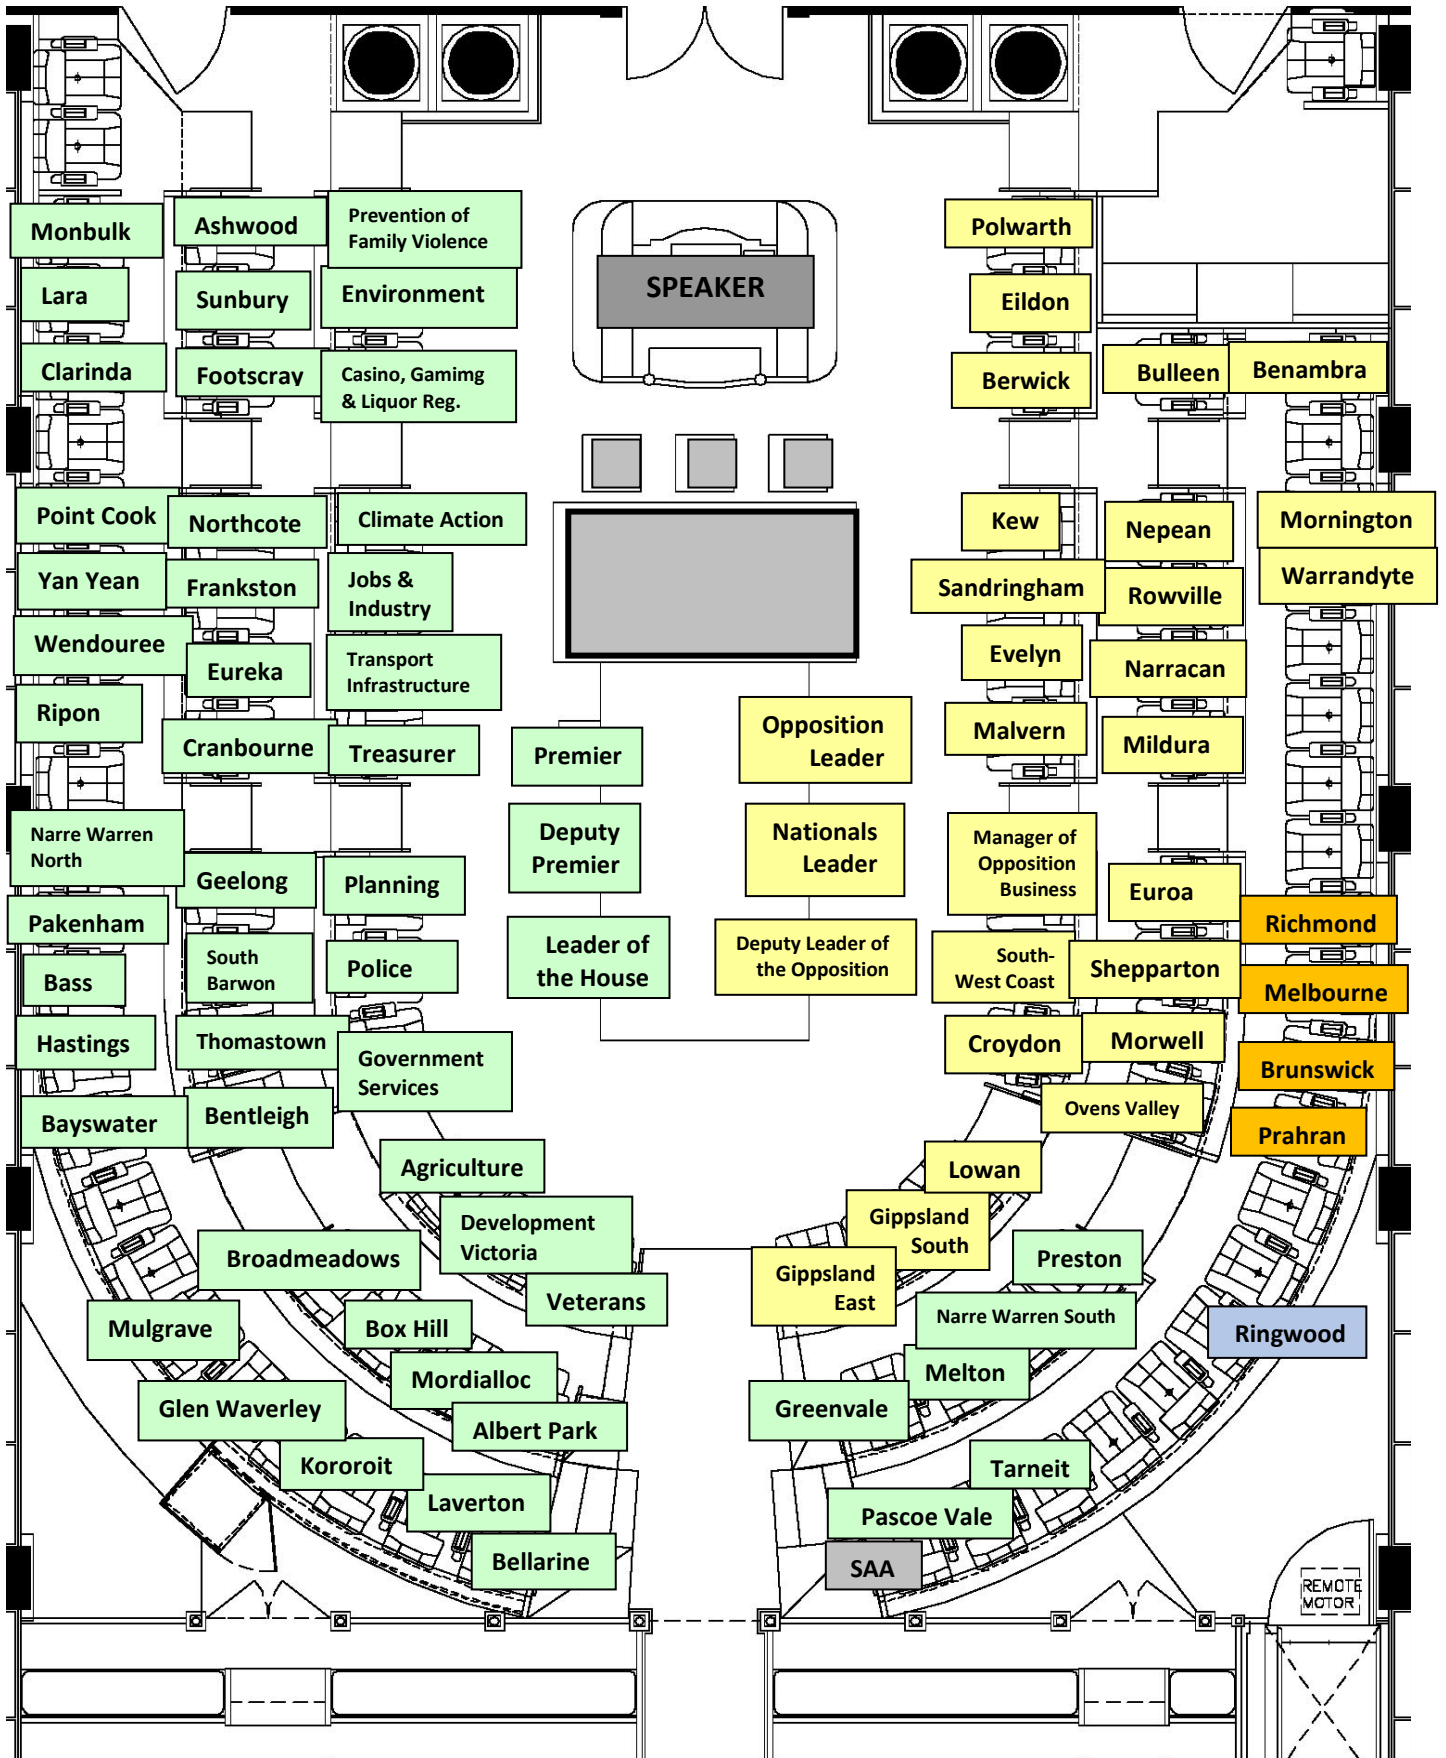 Monbulk
Ashwood
Prevention of
Family Violence
Polwarth
Lara
Sunbury
Environment
SPEAKER
Eildon
Clarinda
Footscray
Casino, Gamimg
& Liquor Reg.
Berwick
Bulleen
Benambra
Point Cook
Northcote
Climate Action
Kew
Nepean
Mornington
Yan Yean
Frankston
Jobs &
Industry
Sandringham
Rowville
Warrandyte
Wendouree
Eureka
Transport
Infrastructure
Evelyn
Narracan
Ripon
Cranbourne
Treasurer
Premier
Opposition
Leader
Malvern
Mildura
Narre Warren
North
Geelong
Planning
Deputy
Premier
Nationals
Leader
Manager of
Opposition
Business
Euroa
Richmond
Pakenham
South
Barwon
Police
Leader of
the House
Deputy Leader of
the Opposition
South-
West Coast
Shepparton
Melbourne
Bass
Hastings
Thomastown
Government
Services
Croydon
Morwell
Brunswick
Bayswater
Bentleigh
Ovens Valley
Prahran
Agriculture
Lowan
Development
Victoria
Gippsland
South
Broadmeadows
Preston
Gippsland
East
Veterans
Mulgrave
Box Hill
Narre Warren South
Ringwood
Mordialloc
Melton
Glen Waverley
Albert Park
Greenvale
Kororoit
Tarneit
Laverton
Pascoe Vale
Bellarine
SAA
REMOTE
MOTOR